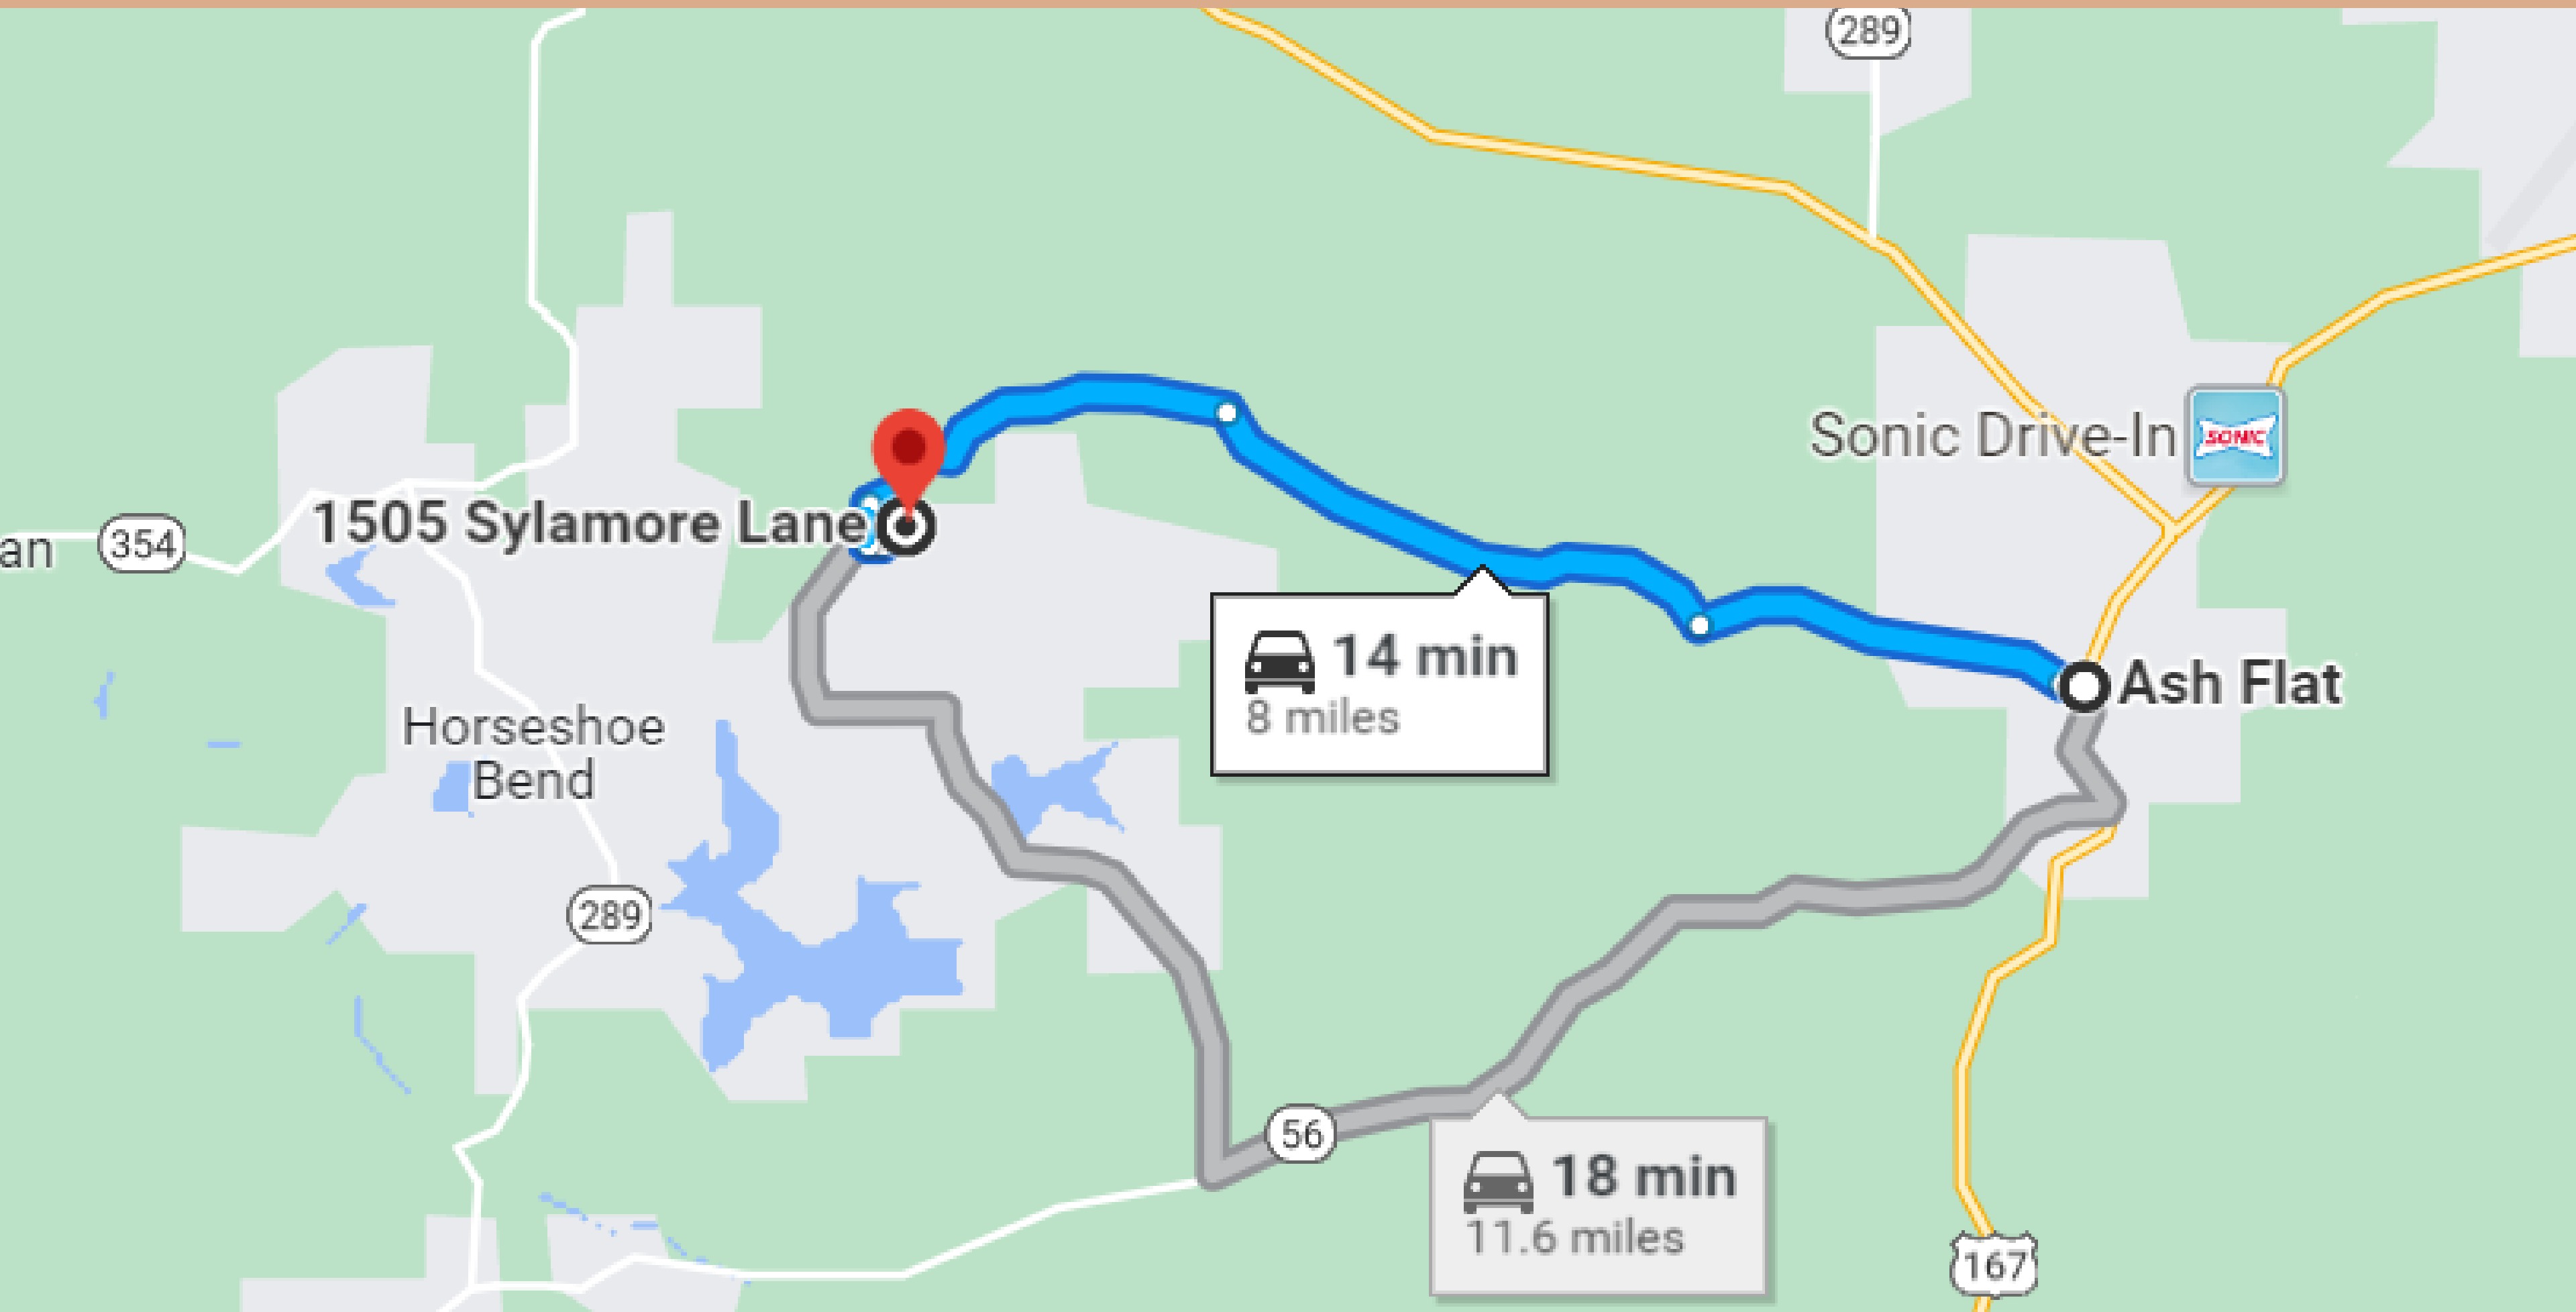 289
Sonic Drive-In
SONIC
1505 Sylamore Lane
an
354
14 min
8 miles
Ash Flat
Horseshoe
Bend
289
56
18 min
11.6 miles
167